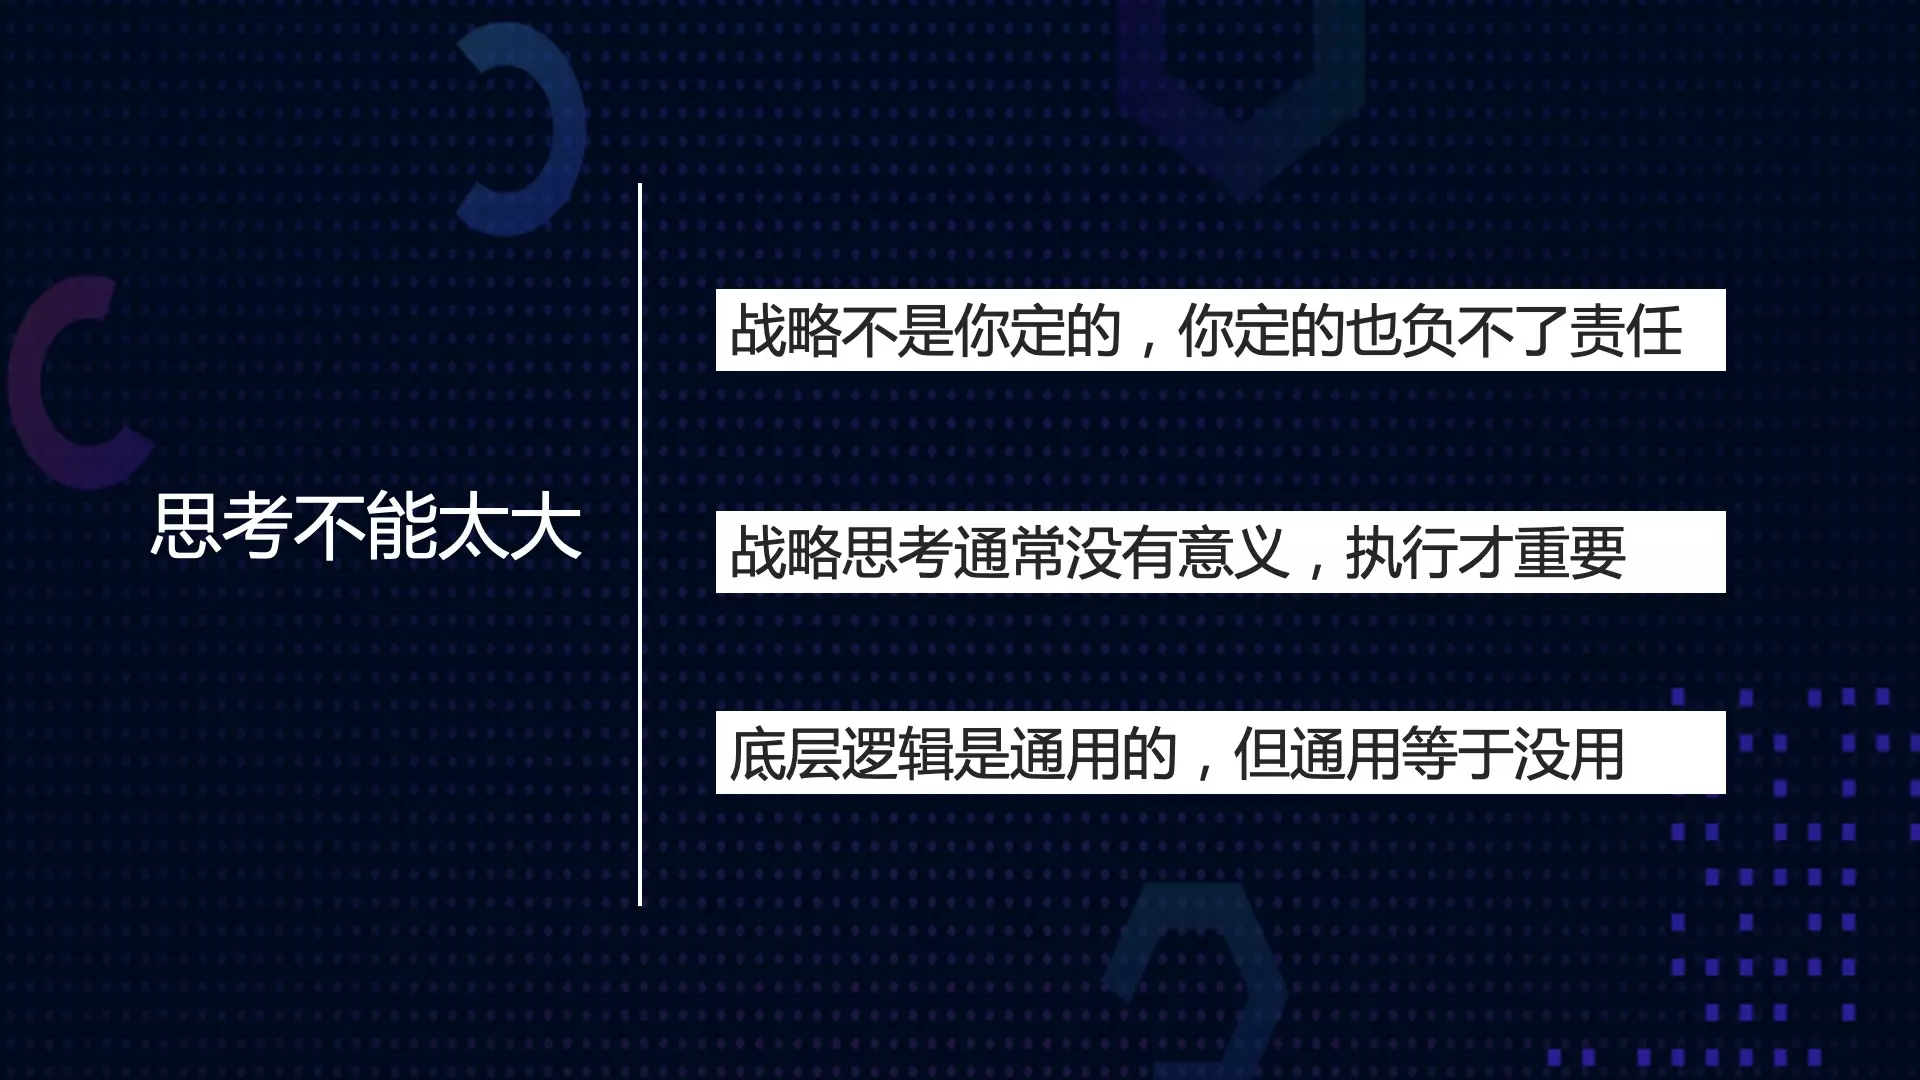 思考不能太大
战略不是你定的，你定的也负不了责任
战略思考通常没有意义，执行才重要
底层逻辑是通用的，但通用等于没用